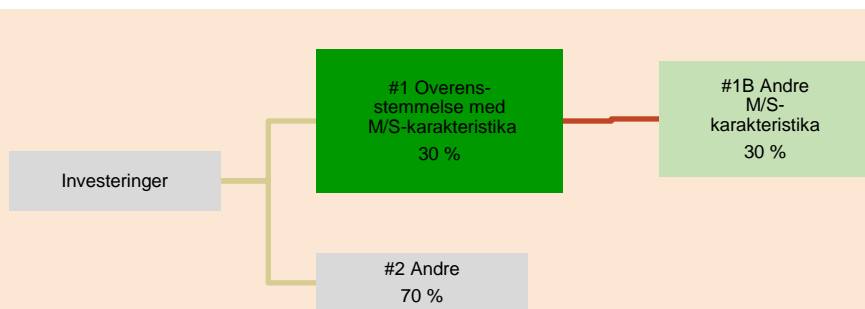 Investeringer
#1 Overens-
stemmelse med
M/S-karakteristika
30 %
#2 Andre
70 %
#1B Andre
M/S-
karakteristika
30 %